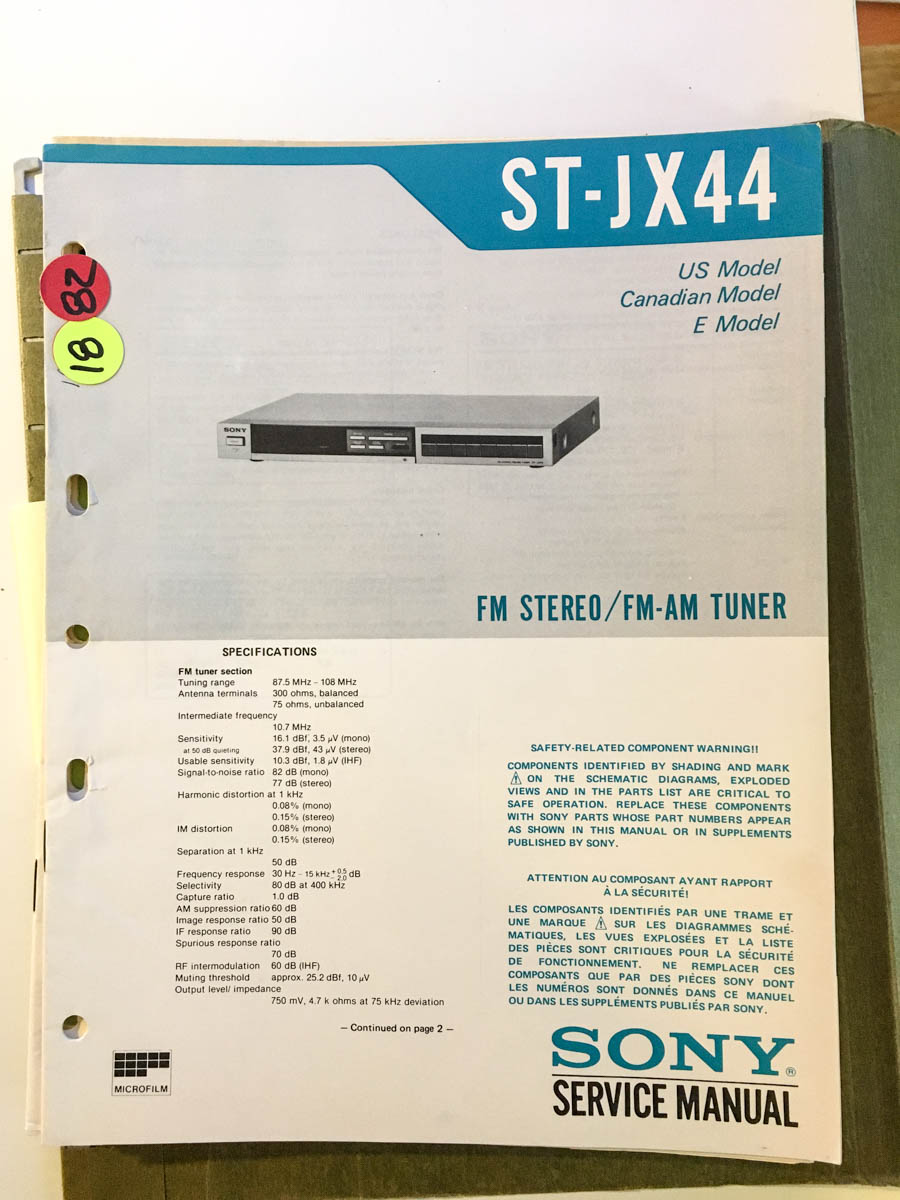 ST-JX44
US Model
Canadian Model
E Model
82
18
SONY
FM STEREO/FM-AM TUNER
SPECIFICATIONS
FM tuner section
Tuning range 87.5 MHz – 108 MHz
Antenna terminals 300 ohms, balanced
75 ohms, unbalanced
Intermediate frequency
10.7 MHz
Sensitivity 16.1 dBf, 3.5 μV (mono)
at 50 dB quieting 37.9 dBf, 43 μV (stereo)
Usable sensitivity 10.3 dBf, 1.8 μV (IHF)
Signal-to-noise ratio 82 dB (mono)
77 dB (stereo)
Harmonic distortion at 1 kHz
0.08% (mono)
0.15% (stereo)
IM distortion 0.08% (mono)
0.15% (stereo)
Separation at 1 kHz
50 dB
Frequency response 30 Hz – 15 kHz +0.5 −2.0 dB
Selectivity 80 dB at 400 kHz
Capture ratio 1.0 dB
AM suppression ratio 60 dB
Image response ratio 50 dB
IF response ratio 90 dB
Spurious response ratio
70 dB
RF intermodulation 60 dB (IHF)
Muting threshold approx. 25.2 dBf, 10 μV
Output level/ impedance
750 mV, 4.7 k ohms at 75 kHz deviation
— Continued on page 2 —
MICROFILM
SAFETY-RELATED COMPONENT WARNING!!
COMPONENTS IDENTIFIED BY SHADING AND MARK
⚠ ON THE SCHEMATIC DIAGRAMS, EXPLODED
VIEWS AND IN THE PARTS LIST ARE CRITICAL TO
SAFE OPERATION. REPLACE THESE COMPONENTS
WITH SONY PARTS WHOSE PART NUMBERS APPEAR
AS SHOWN IN THIS MANUAL OR IN SUPPLEMENTS
PUBLISHED BY SONY.
ATTENTION AU COMPOSANT AYANT RAPPORT
À LA SÉCURITÉ!
LES COMPOSANTS IDENTIFIÉS PAR UNE TRAME ET
UNE MARQUE ⚠ SUR LES DIAGRAMMES SCHÉ-
MATIQUES, LES VUES EXPLOSÉES ET LA LISTE
DES PIÈCES SONT CRITIQUES POUR LA SÉCURITÉ
DE FONCTIONNEMENT. NE REMPLACER CES
COMPOSANTS QUE PAR DES PIÈCES SONY DONT
LES NUMÉROS SONT DONNÉS DANS CE MANUEL
OU DANS LES SUPPLÉMENTS PUBLIÉS PAR SONY.
SONY®
SERVICE MANUAL